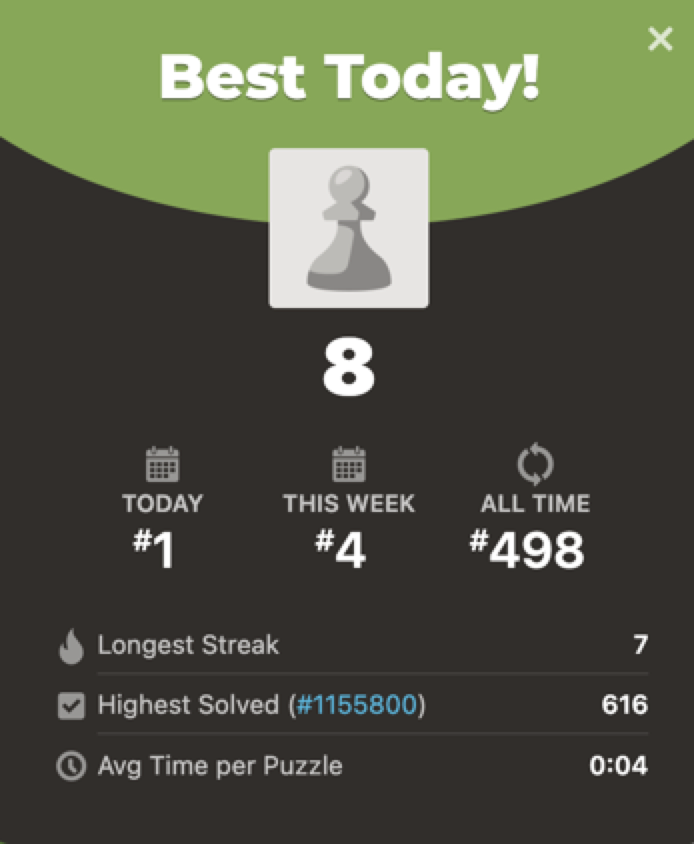 Best Today!
8
TODAY THIS WEEK ALL TIME
#1 #4 #498
Longest Streak 7
Highest Solved (#1155800) 616
Avg Time per Puzzle 0:04